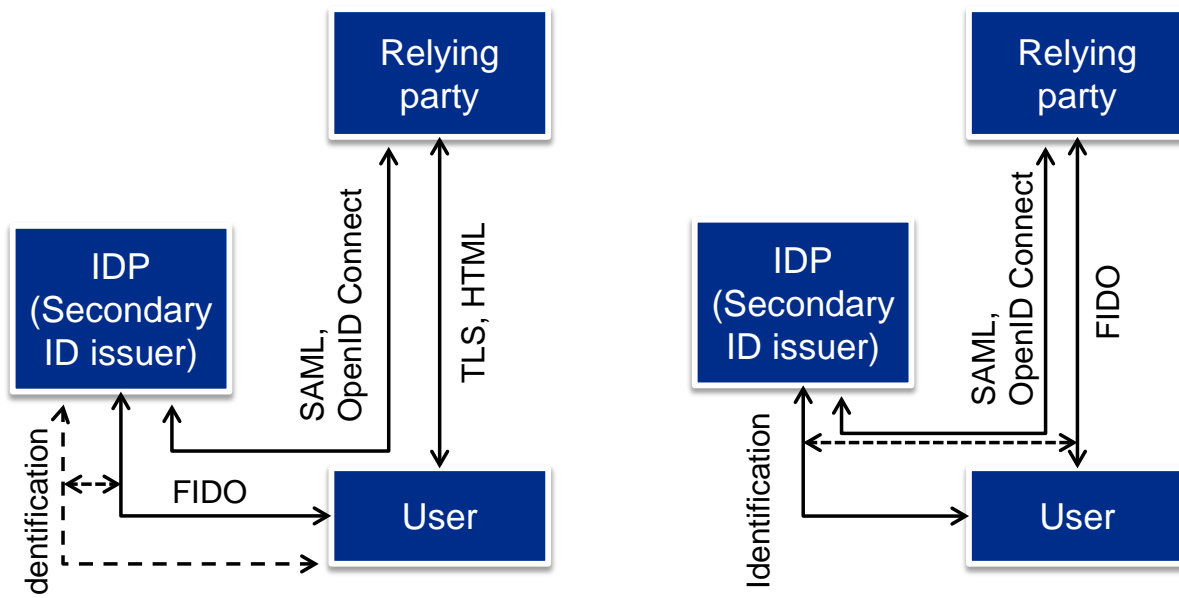 Relying
party
IDP
(Secondary
ID issuer)
SAML,
OpenID Connect
TLS, HTML
dentification
FIDO
User
Relying
party
IDP
(Secondary
ID issuer)
SAML,
OpenID Connect
FIDO
Identification
User